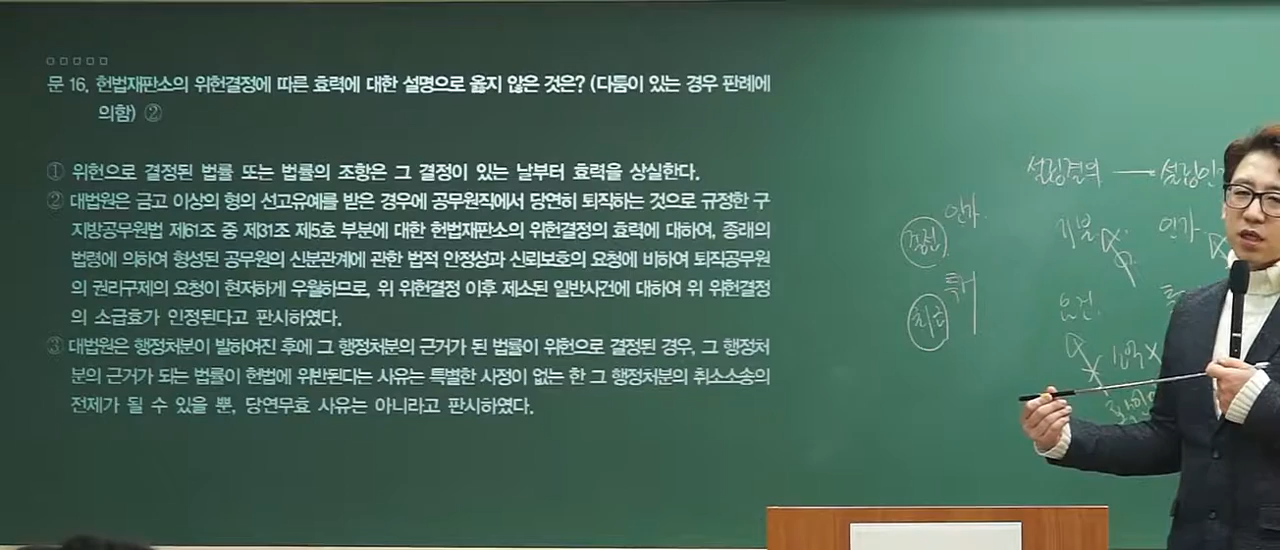 문 16. 헌법재판소의 위헌결정에 따른 효력에 대한 설명으로 옳지 않은 것은? (다툼이 있는 경우 판례에
의함) ②
① 위헌으로 결정된 법률 또는 법률의 조항은 그 결정이 있는 날부터 효력을 상실한다.
② 대법원은 금고 이상의 형의 선고유예를 받은 경우에 공무원직에서 당연히 퇴직하는 것으로 규정한 구
지방공무원법 제61조 중 제31조 제5호 부분에 대한 헌법재판소의 위헌결정의 효력에 대하여, 종래의
법령에 의하여 형성된 공무원의 신분관계에 관한 법적 안정성과 신뢰보호의 요청에 비하여 퇴직공무원
의 권리구제의 요청이 현저하게 우월하므로, 위 위헌결정 이후 제소된 일반사건에 대하여 위 위헌결정
의 소급효가 인정된다고 판시하였다.
③ 대법원은 행정처분이 발하여진 후에 그 행정처분의 근거가 된 법률이 위헌으로 결정된 경우, 그 행정처
분의 근거가 되는 법률이 헌법에 위반된다는 사유는 특별한 사정이 없는 한 그 행정처분의 취소소송의
전제가 될 수 있을 뿐, 당연무효 사유는 아니라고 판시하였다.
설립결의 설립인
인가
기본 인가
특허
요건